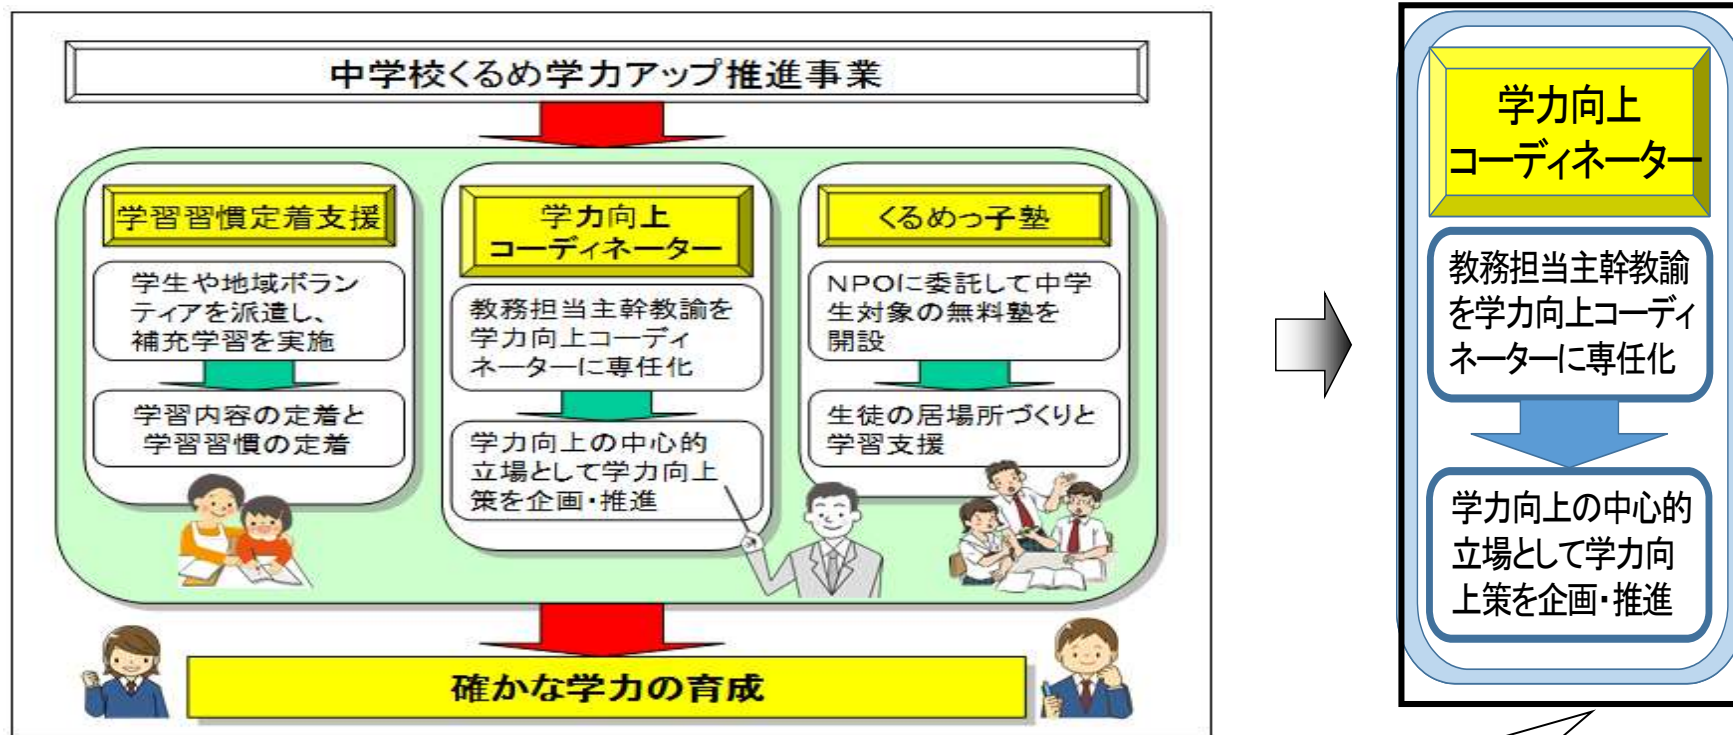 中学校くるめ学力アップ推進事業
学習習慣定着支援
学生や地域ボラン
ティアを派遣し、
補充学習を実施
学習内容の定着と
学習習慣の定着
学力向上
コーディネーター
教務担当主幹教諭を
学力向上コーディ
ネーターに専任化
学力向上の中心的
立場として学力向上
策を企画・推進
くるめっ子塾
NPOに委託して中学
生対象の無料塾を
開設
生徒の居場所づくりと
学習支援
確かな学力の育成
学力向上
コーディネーター
教務担当主幹教諭
を学力向上コーディ
ネーターに専任化
学力向上の中心的
立場として学力向
上策を企画・推進